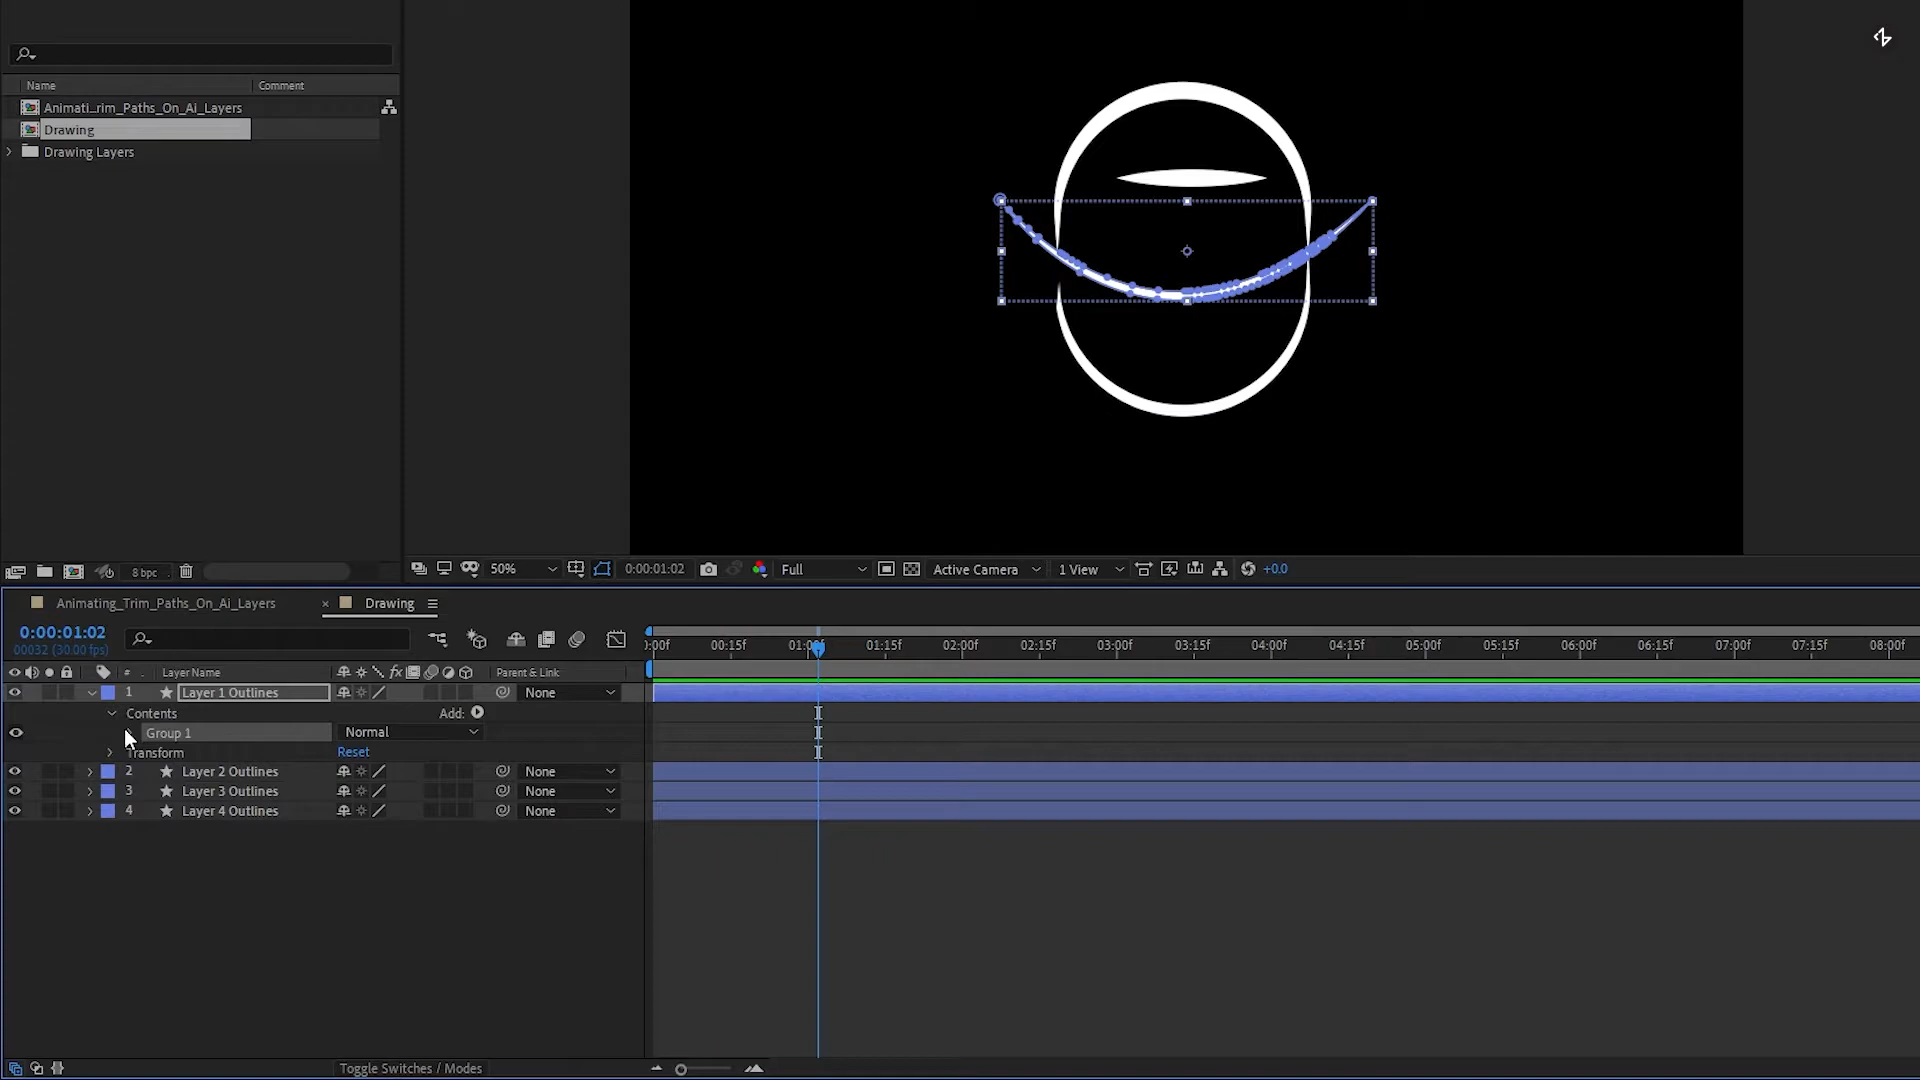 Name Comment
Animati...rim_Paths_On_Ai_Layers
Drawing
Drawing Layers
8 bpc
50% 0:00:01:02 Full Active Camera 1 View +0.0
Animating_Trim_Paths_On_Ai_Layers × Drawing
0:00:01:02
00032 (30.00 fps)
):00f 00:15f 01:00f 01:15f 02:00f 02:15f 03:00f 03:15f 04:00f 04:15f 05:00f 05:15f 06:00f 06:15f 07:00f 07:15f 08:00f
# Layer Name fx Parent & Link
1 Layer 1 Outlines None
Contents Add:
Group 1 Normal
Transform Reset
2 Layer 2 Outlines None
3 Layer 3 Outlines None
4 Layer 4 Outlines None
Toggle Switches / Modes